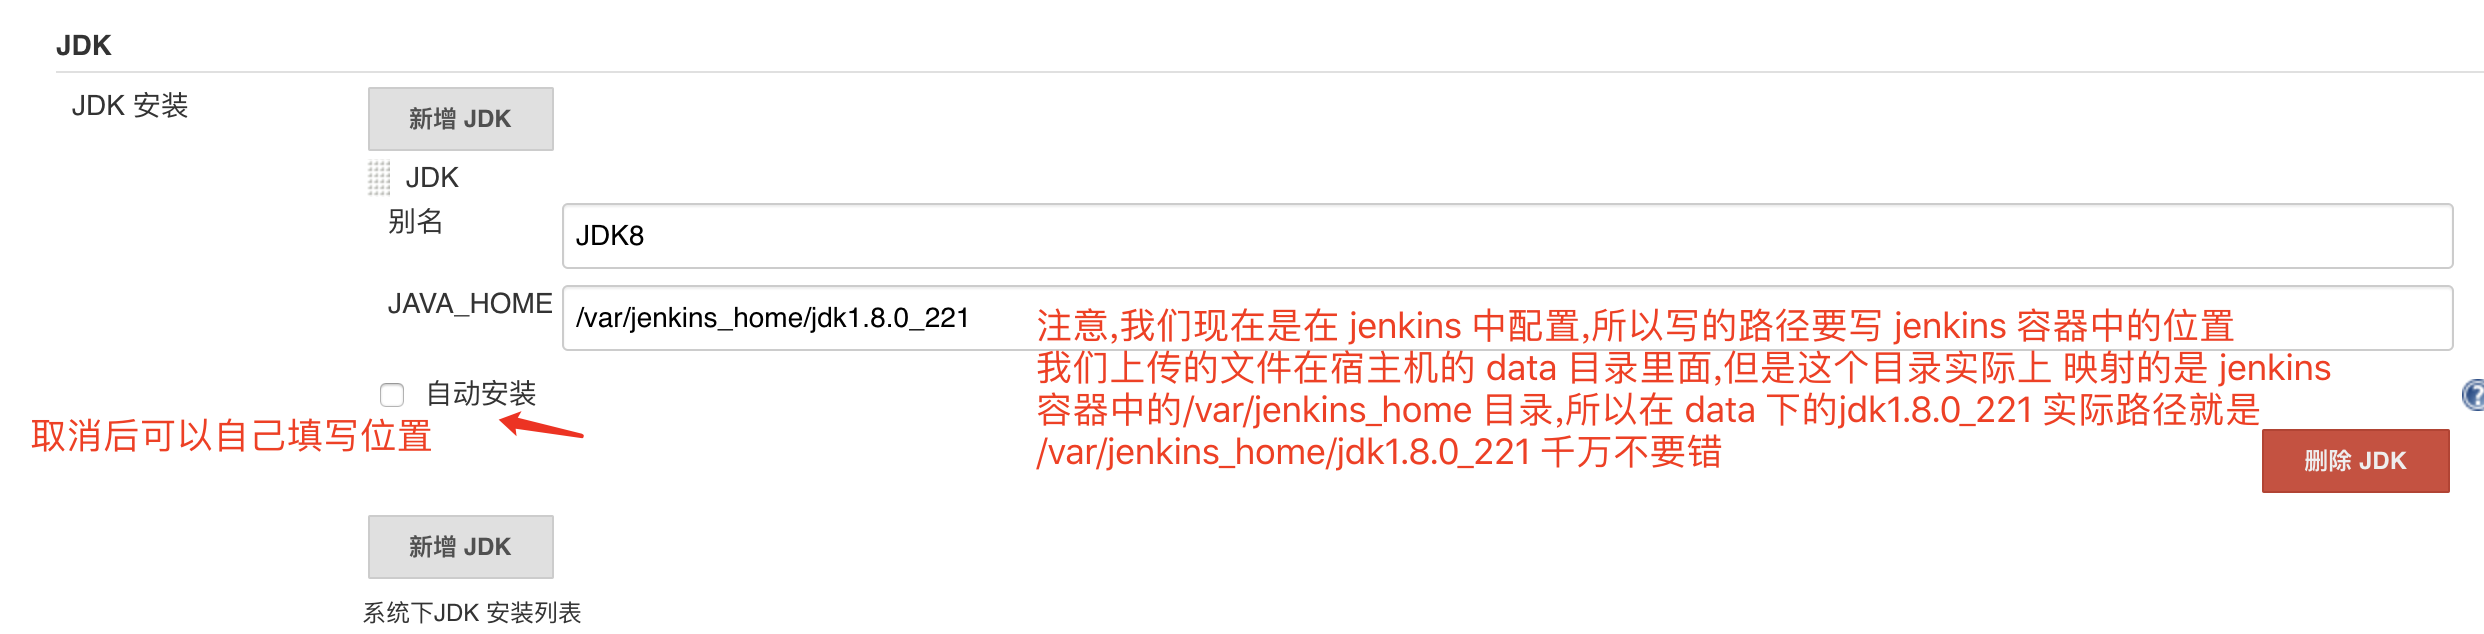 JDK
JDK 安装
新增 JDK
JDK
别名
JDK8
JAVA_HOME
/var/jenkins_home/jdk1.8.0_221
注意,我们现在是在 jenkins 中配置,所以写的路径要写 jenkins 容器中的位置
我们上传的文件在宿主机的 data 目录里面,但是这个目录实际上 映射的是 jenkins
容器中的/var/jenkins_home 目录,所以在 data 下的jdk1.8.0_221 实际路径就是
/var/jenkins_home/jdk1.8.0_221 千万不要错
自动安装
取消后可以自己填写位置
?
删除 JDK
新增 JDK
系统下JDK 安装列表